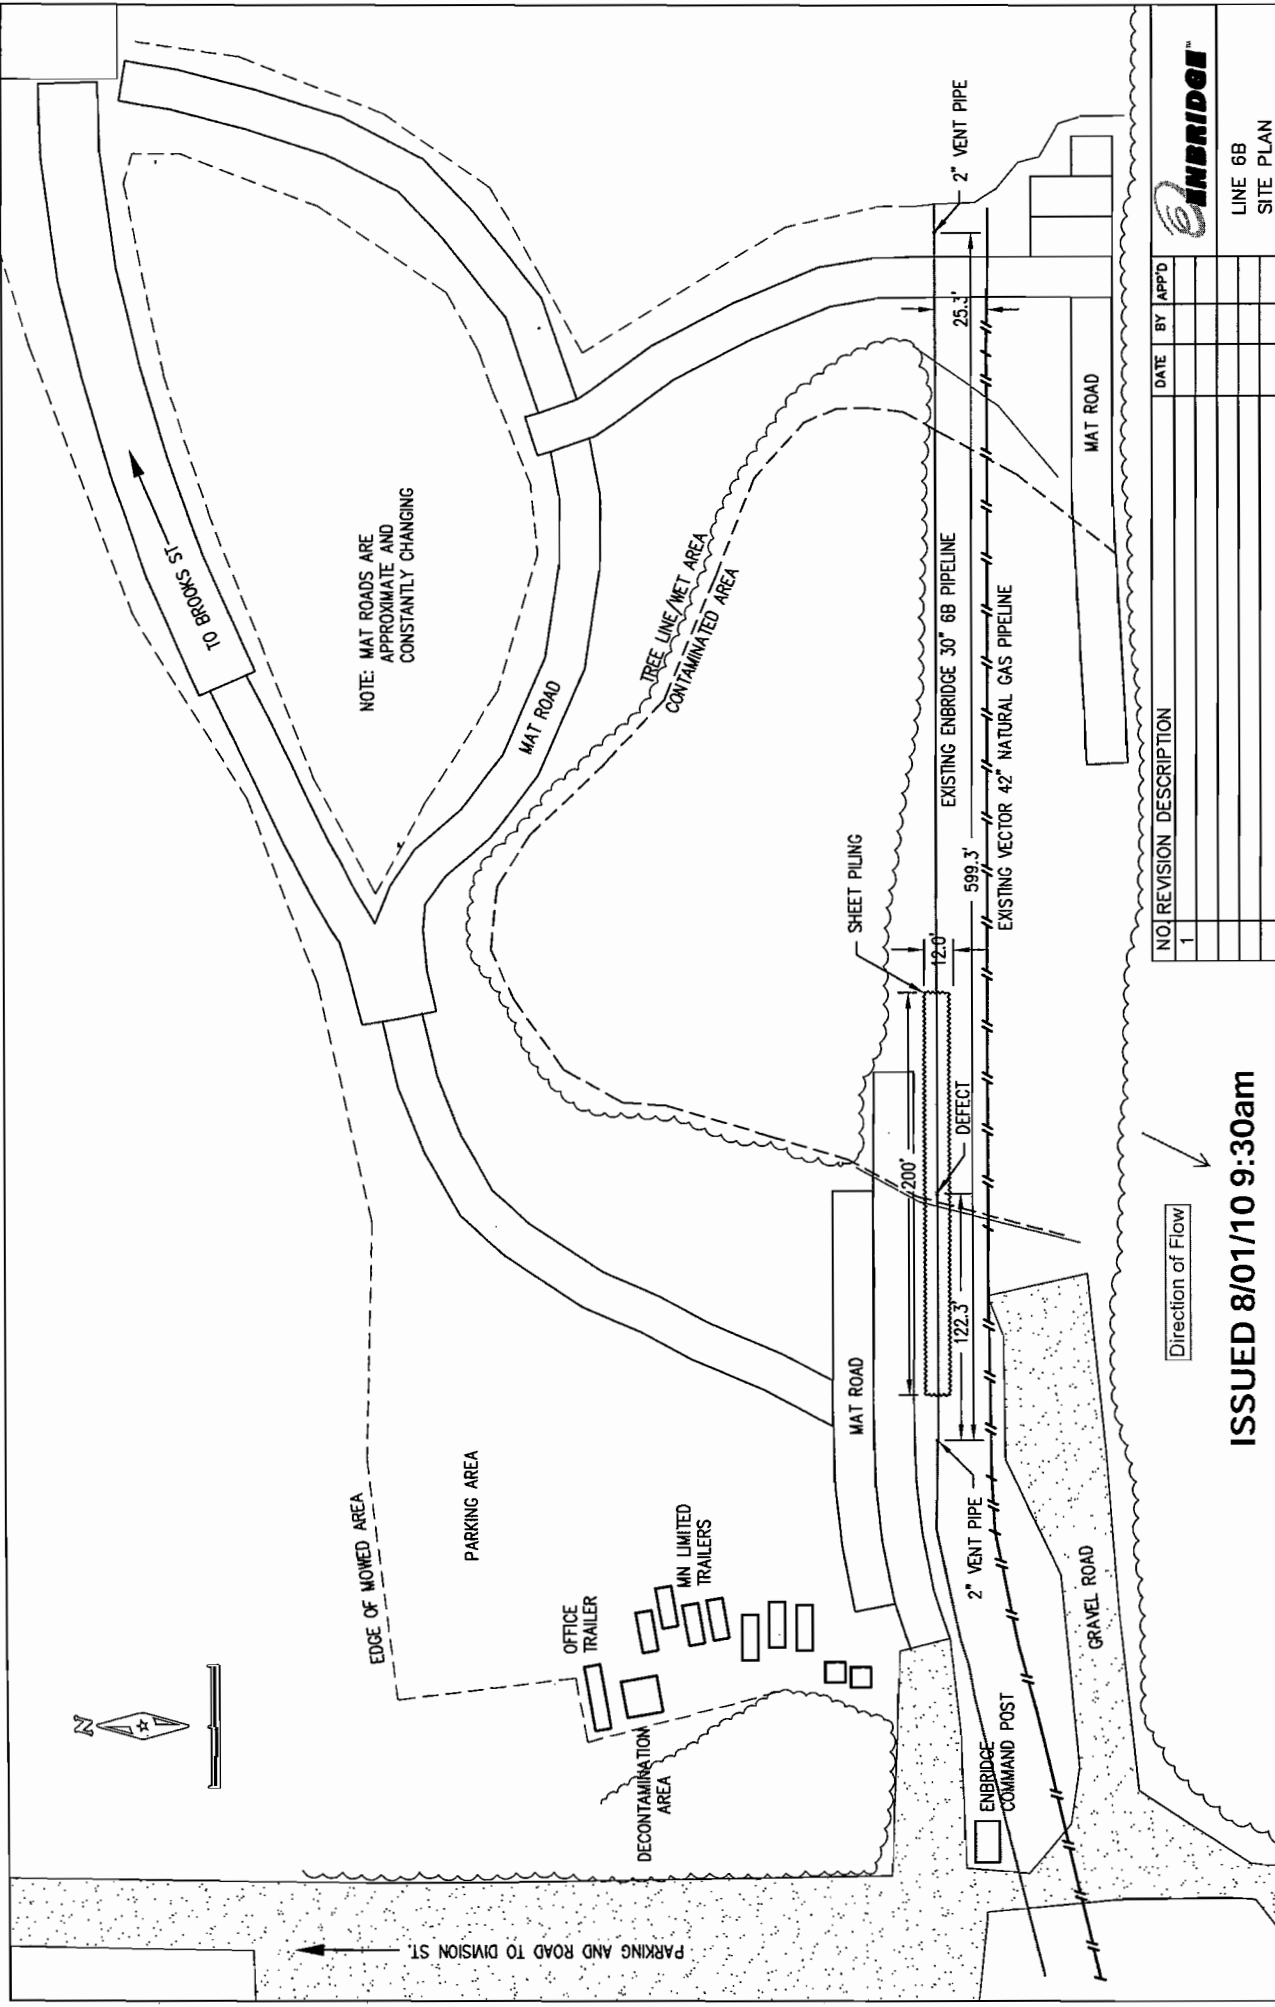 TO BROOKS ST
NOTE: MAT ROADS ARE
APPROXIMATE AND
CONSTANTLY CHANGING
MAT ROAD
TREE LINE/WET AREA
CONTAMINATED AREA
2" VENT PIPE
25.3'
EXISTING ENBRIDGE 30" 6B PIPELINE
599.3'
EXISTING VECTOR 42" NATURAL GAS PIPELINE
MAT ROAD
SHEET PILING
12.0'
200'
DEFECT
122.3'
MAT ROAD
2" VENT PIPE
N
EDGE OF MOWED AREA
PARKING AREA
OFFICE
TRAILER
MN LIMITED
TRAILERS
DECONTAMINATION
AREA
ENBRIDGE
COMMAND POST
GRAVEL ROAD
PARKING AND ROAD TO DIVISION ST.
Direction of Flow
ISSUED 8/01/10 9:30am
NO. REVISION DESCRIPTION DATE BY APP'D
1
ENBRIDGE™
LINE 6B
SITE PLAN